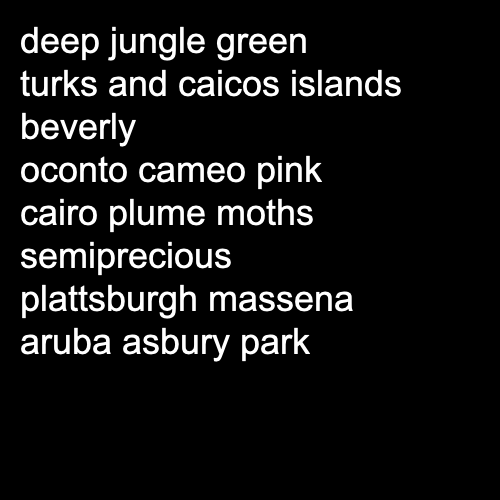 deep jungle green
turks and caicos islands
beverly
oconto cameo pink
cairo plume moths
semiprecious
plattsburgh massena
aruba asbury park